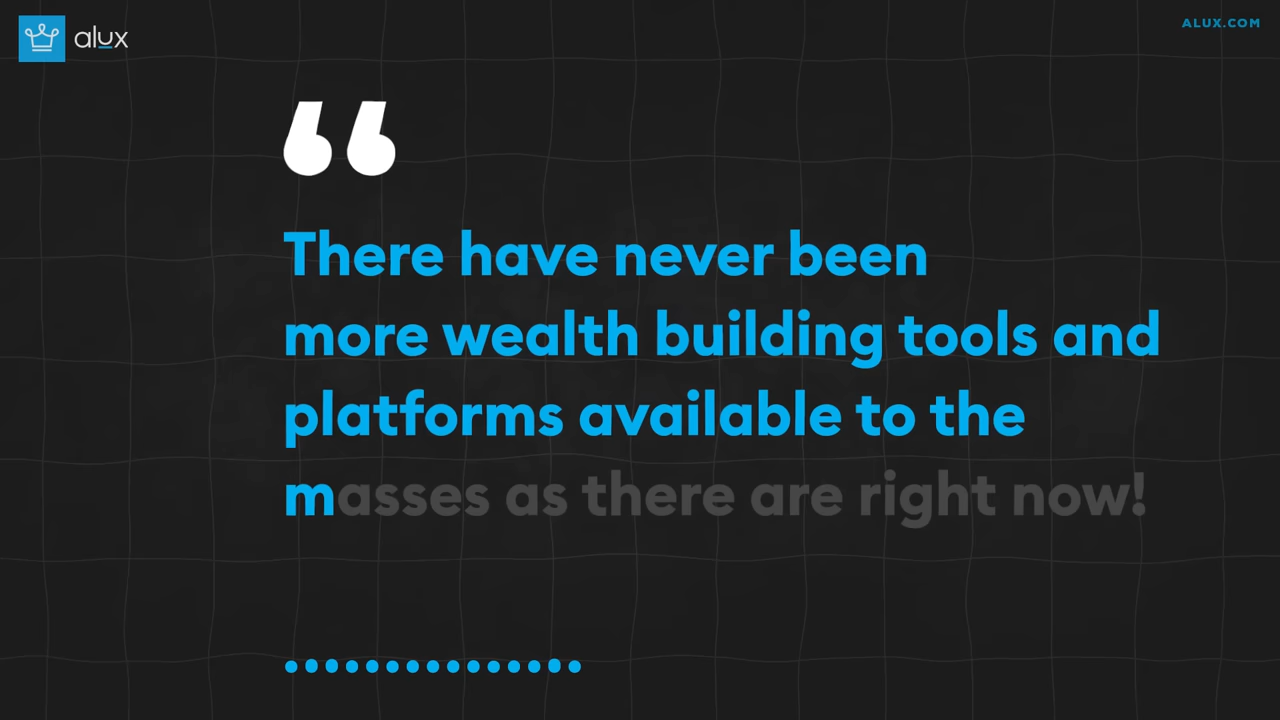 alux
ALUX.COM
“
There have never been
more wealth building tools and
platforms available to the
masses as there are right now!